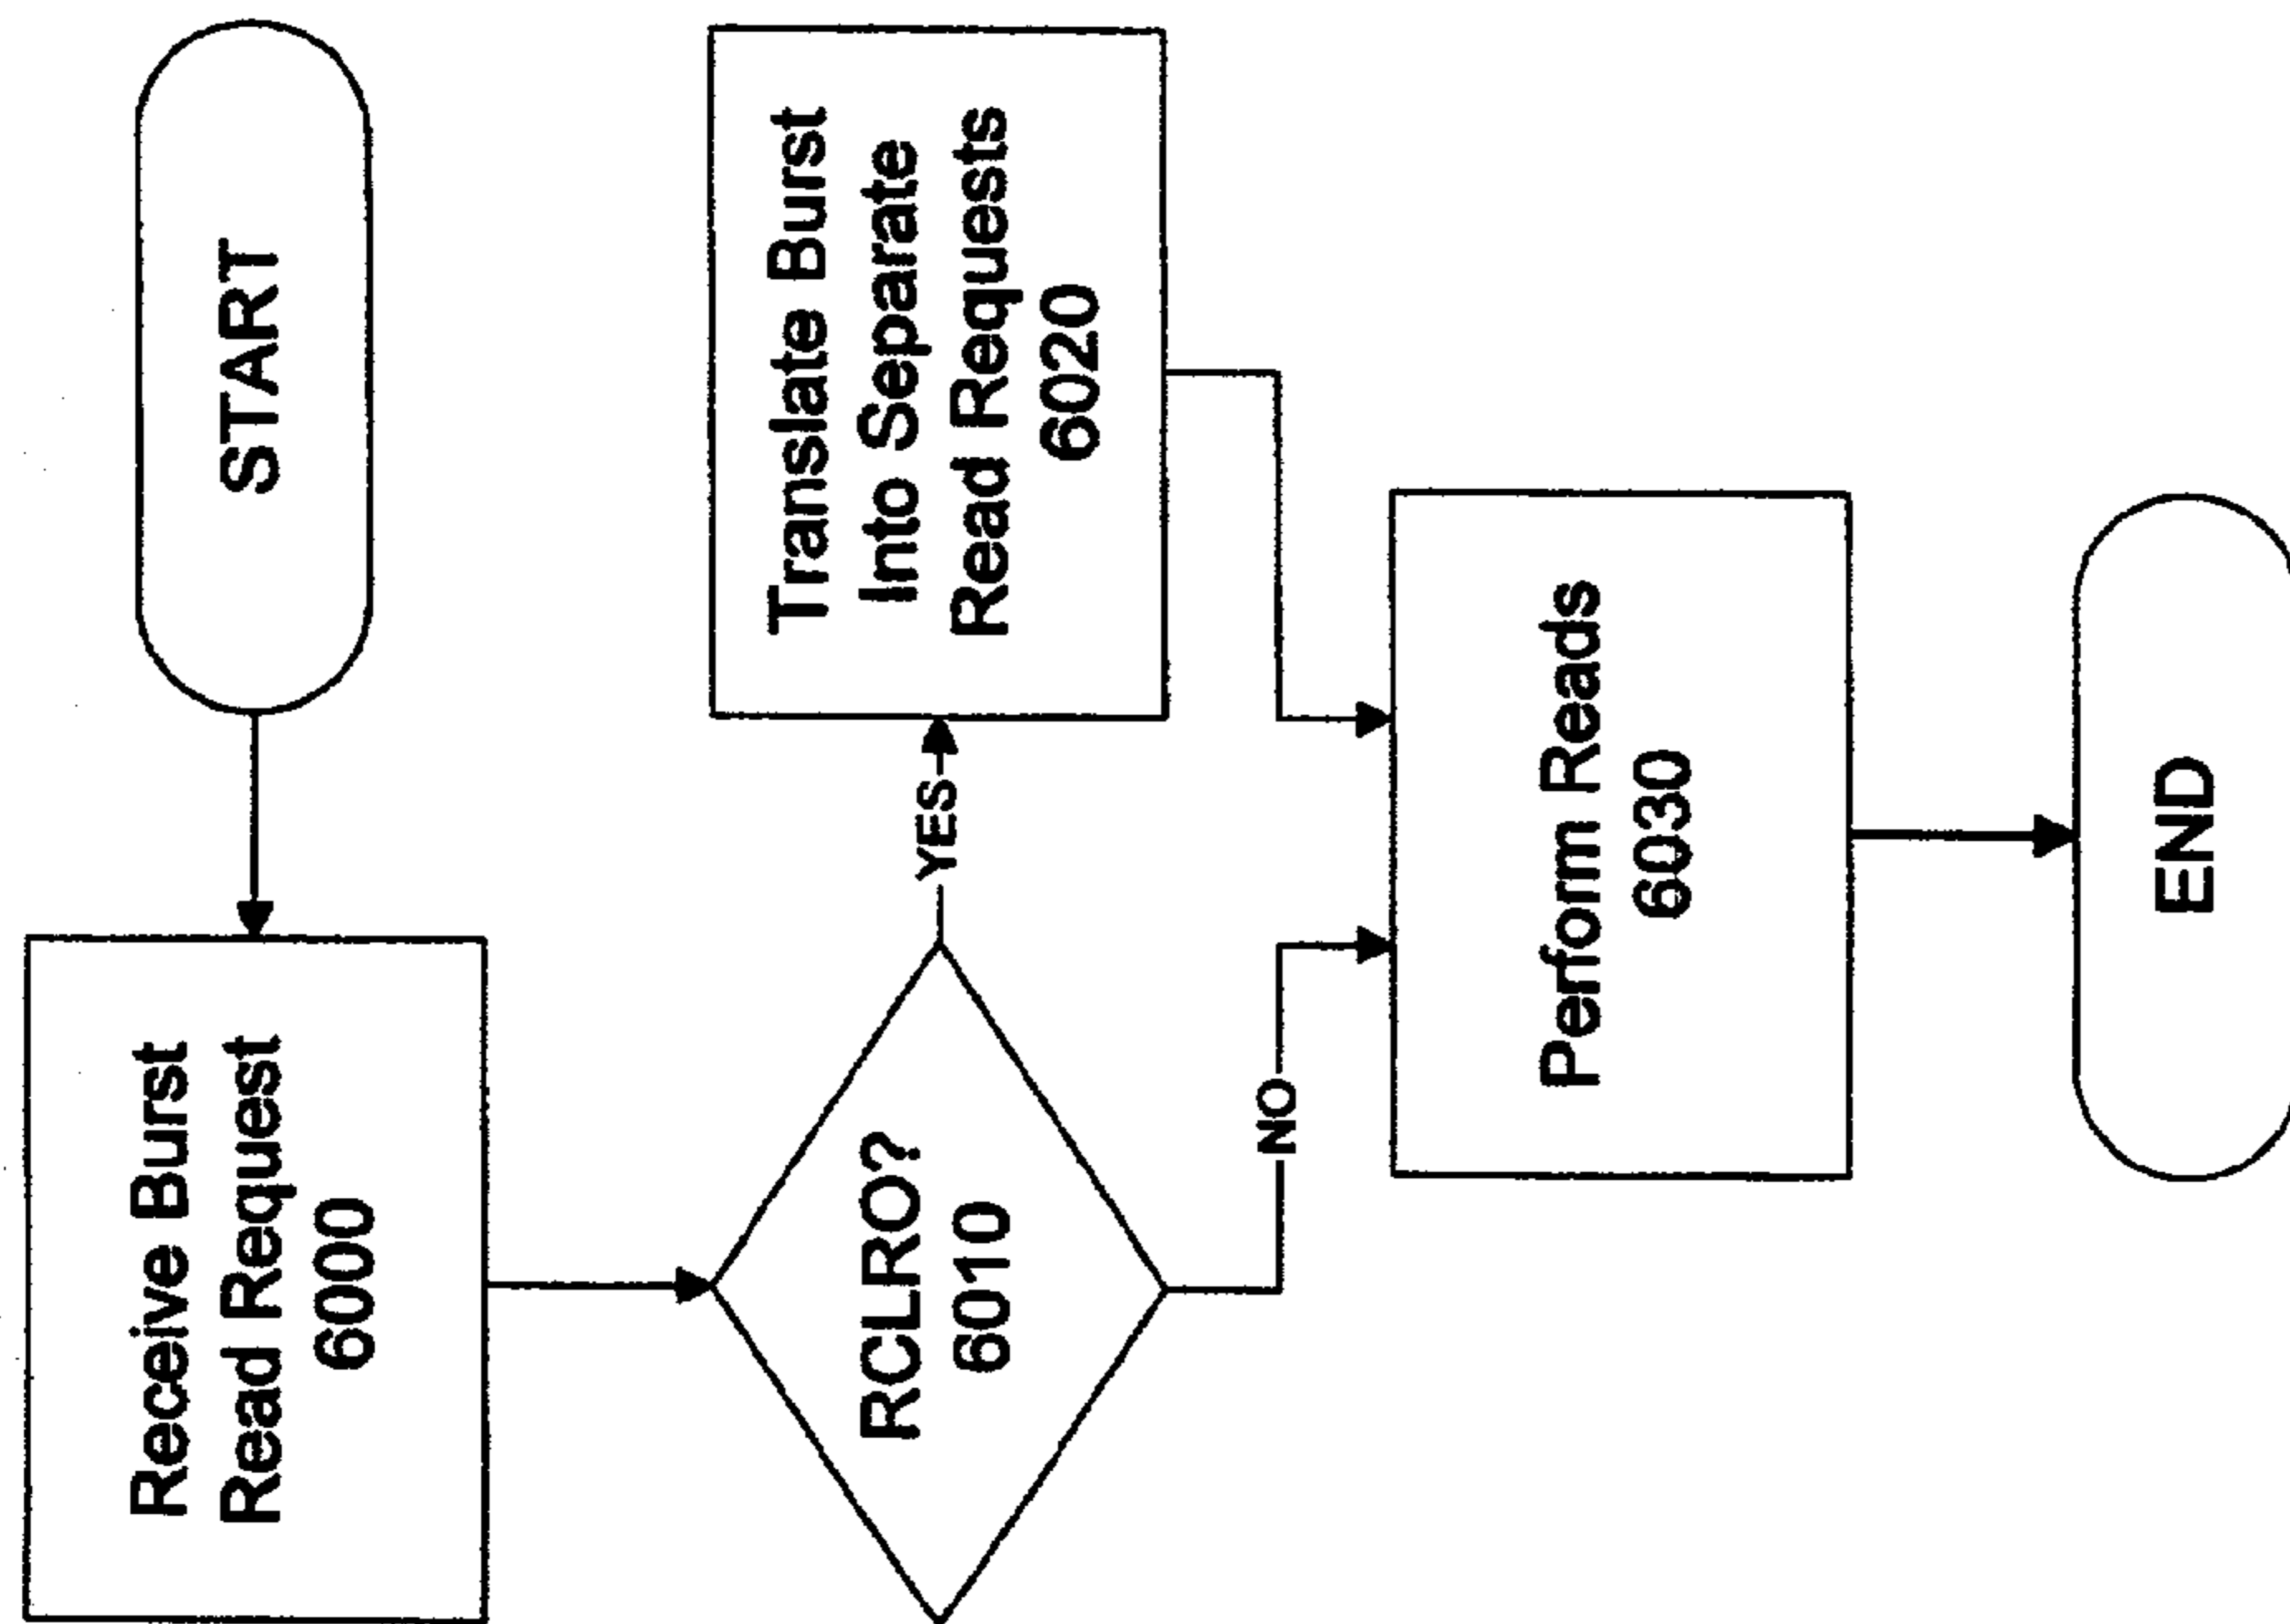 START
Receive Burst
Read Request
6000
RCLRO?
6010
YES
Translate Burst
Into Separate
Read Requests
6020
NO
Perform Reads
6030
END